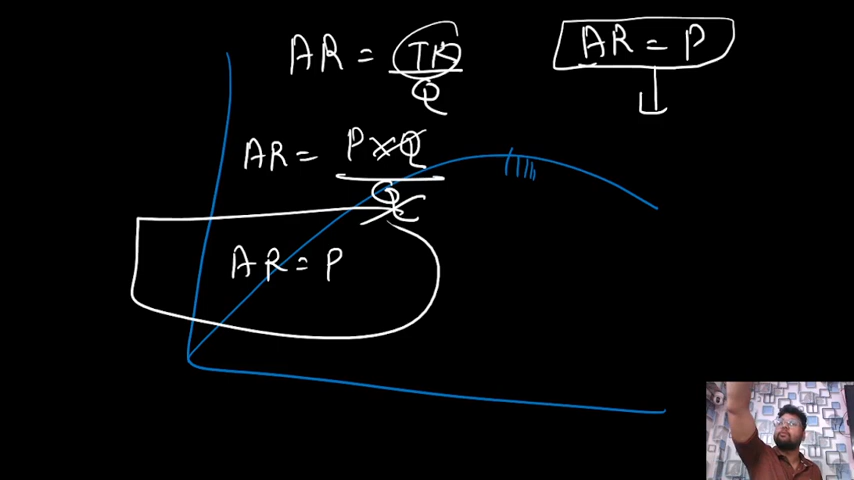 AR = TR/Q
AR = P
AR = P×Q/Q
AR = P